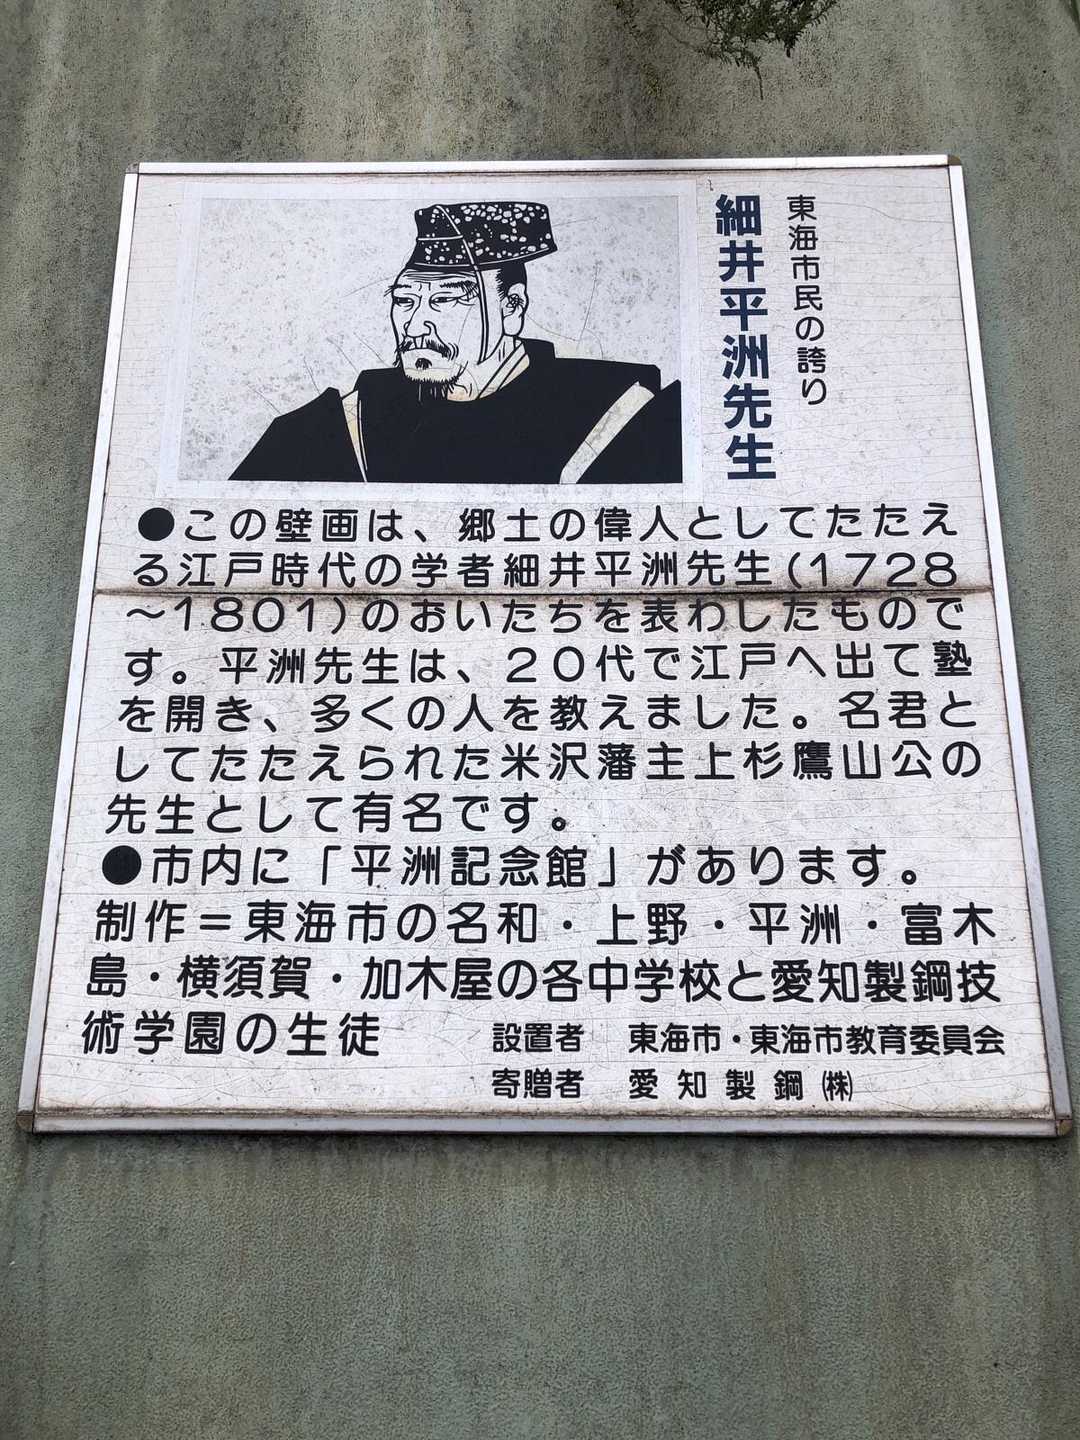 東海市民の誇り
細井平洲先生
●この壁画は、郷土の偉人としてたたえ
る江戸時代の学者細井平洲先生(1728
〜1801)のおいたちを表わしたもので
す。平洲先生は、20代で江戸へ出て塾
を開き、多くの人を教えました。名君と
してたたえられた米沢藩主上杉鷹山公の
先生として有名です。
●市内に「平洲記念館」があります。
制作＝東海市の名和・上野・平洲・富木
島・横須賀・加木屋の各中学校と愛知製鋼技
術学園の生徒
設置者 東海市・東海市教育委員会
寄贈者 愛知製鋼㈱